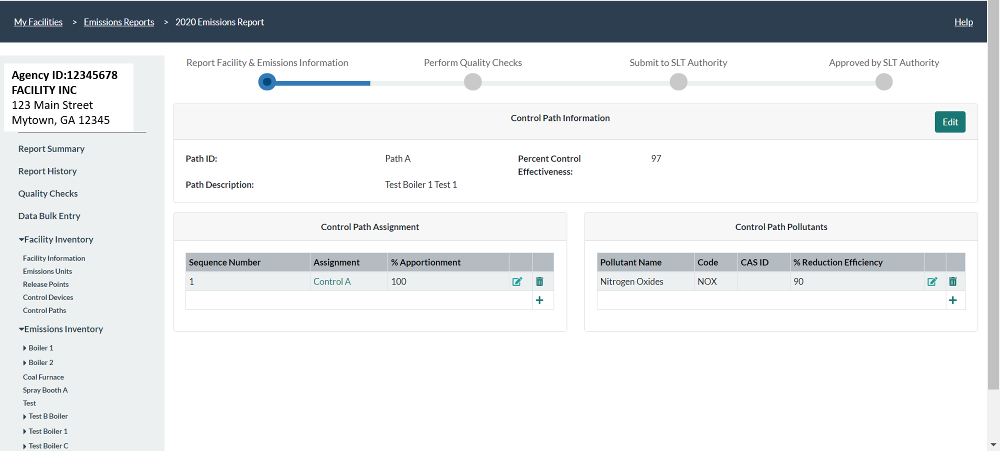 My Facilities > Emissions Reports > 2020 Emissions Report Help
Agency ID:12345678
FACILITY INC
123 Main Street
Mytown, GA 12345
Report Summary
Report History
Quality Checks
Data Bulk Entry
Facility Inventory
Facility Information
Emissions Units
Release Points
Control Devices
Control Paths
Emissions Inventory
Boiler 1
Boiler 2
Coal Furnace
Spray Booth A
Test
Test B Boiler
Test Boiler 1
Test Boiler C
Report Facility & Emissions Information Perform Quality Checks Submit to SLT Authority Approved by SLT Authority
Control Path Information Edit
Path ID: Path A Percent Control
Effectiveness: 97
Path Description: Test Boiler 1 Test 1
Control Path Assignment
Sequence Number Assignment % Apportionment
1 Control A 100
Control Path Pollutants
Pollutant Name Code CAS ID % Reduction Efficiency
Nitrogen Oxides NOX 90